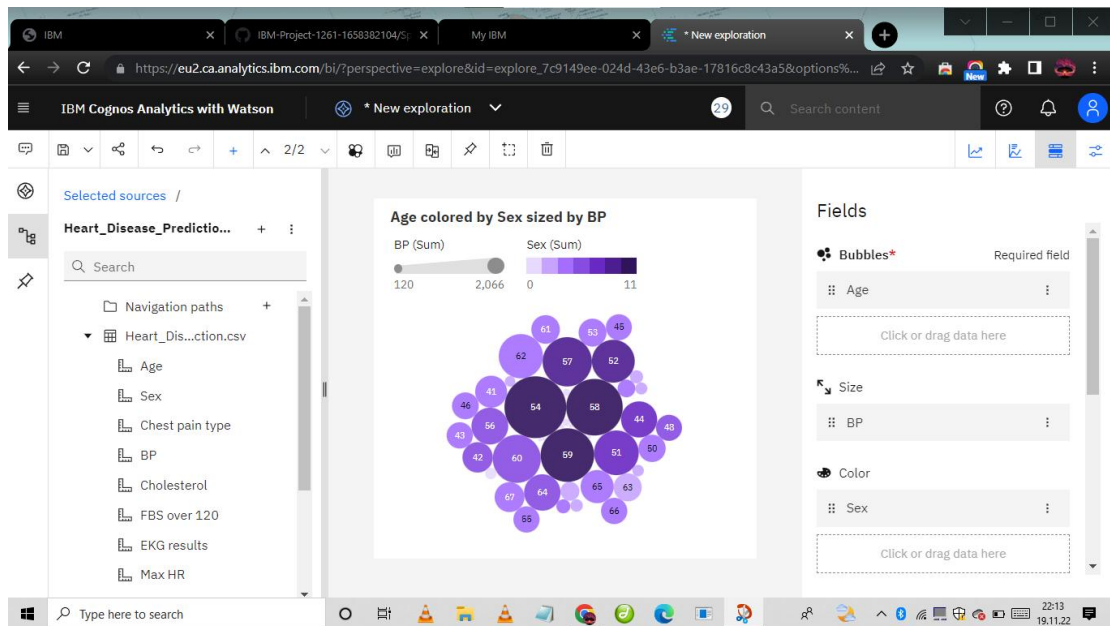 IBM
IBM-Project-1261-1658382104/Sp
My IBM
* New exploration
https://eu2.ca.analytics.ibm.com/bi/?perspective=explore&id=explore_7c9149ee-024d-43e6-b3ae-17816c8c43a5&options%...
New
IBM Cognos Analytics with Watson
* New exploration
29
Search content
2/2
Selected sources /
Heart_Disease_Predictio...
Search
Navigation paths
Heart_Dis...ction.csv
Age
Sex
Chest pain type
BP
Cholesterol
FBS over 120
EKG results
Max HR
Age colored by Sex sized by BP
BP (Sum) Sex (Sum)
120 2,066 0 11
61 53 45
62 57 52
41
46 54 58
56 44 48
43
42 60 59 51 50
67 64 65 63
55 66
Fields
Bubbles* Required field
Age
Click or drag data here
Size
BP
Color
Sex
Click or drag data here
Type here to search
22:13
19.11.22